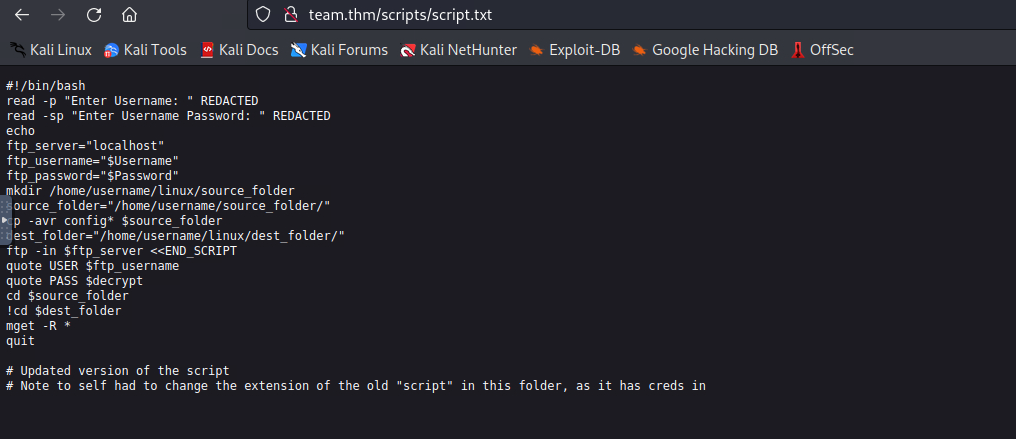 team.thm/scripts/script.txt
Kali Linux Kali Tools Kali Docs Kali Forums Kali NetHunter Exploit-DB Google Hacking DB OffSec
#!/bin/bash
read -p "Enter Username: " REDACTED
read -sp "Enter Username Password: " REDACTED
echo
ftp_server="localhost"
ftp_username="$Username"
ftp_password="$Password"
mkdir /home/username/linux/source_folder
source_folder="/home/username/source_folder/"
cp -avr config* $source_folder
dest_folder="/home/username/linux/dest_folder/"
ftp -in $ftp_server <<END_SCRIPT
quote USER $ftp_username
quote PASS $decrypt
cd $source_folder
!cd $dest_folder
mget -R *
quit
# Updated version of the script
# Note to self had to change the extension of the old "script" in this folder, as it has creds in